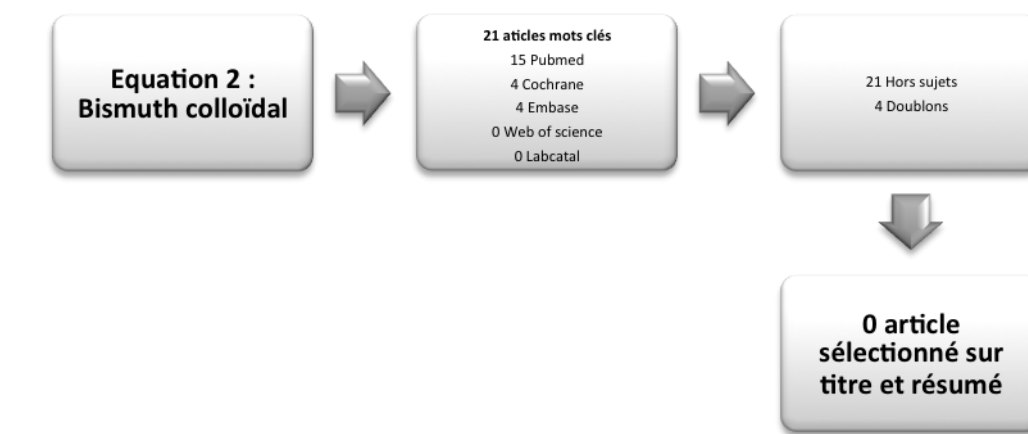 Equation 2 :
Bismuth colloïdal
21 aticles mots clés
15 Pubmed
4 Cochrane
4 Embase
0 Web of science
0 Labcatal
21 Hors sujets
4 Doublons
0 article
sélectionné sur
titre et résumé